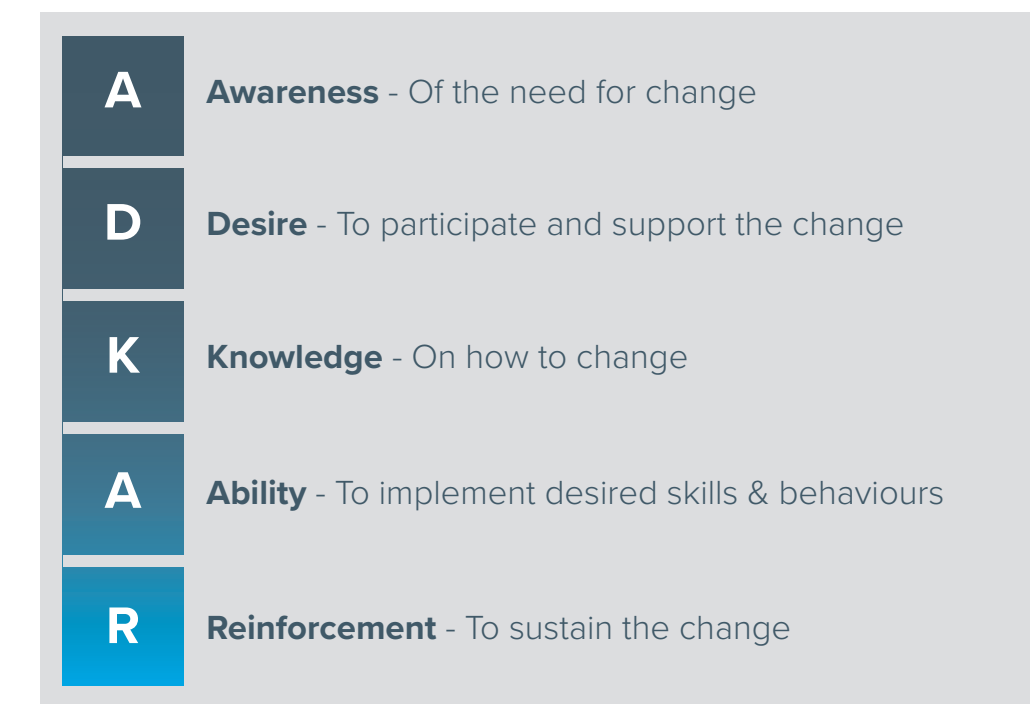 A
Awareness - Of the need for change
D
Desire - To participate and support the change
K
Knowledge - On how to change
A
Ability - To implement desired skills & behaviours
R
Reinforcement - To sustain the change